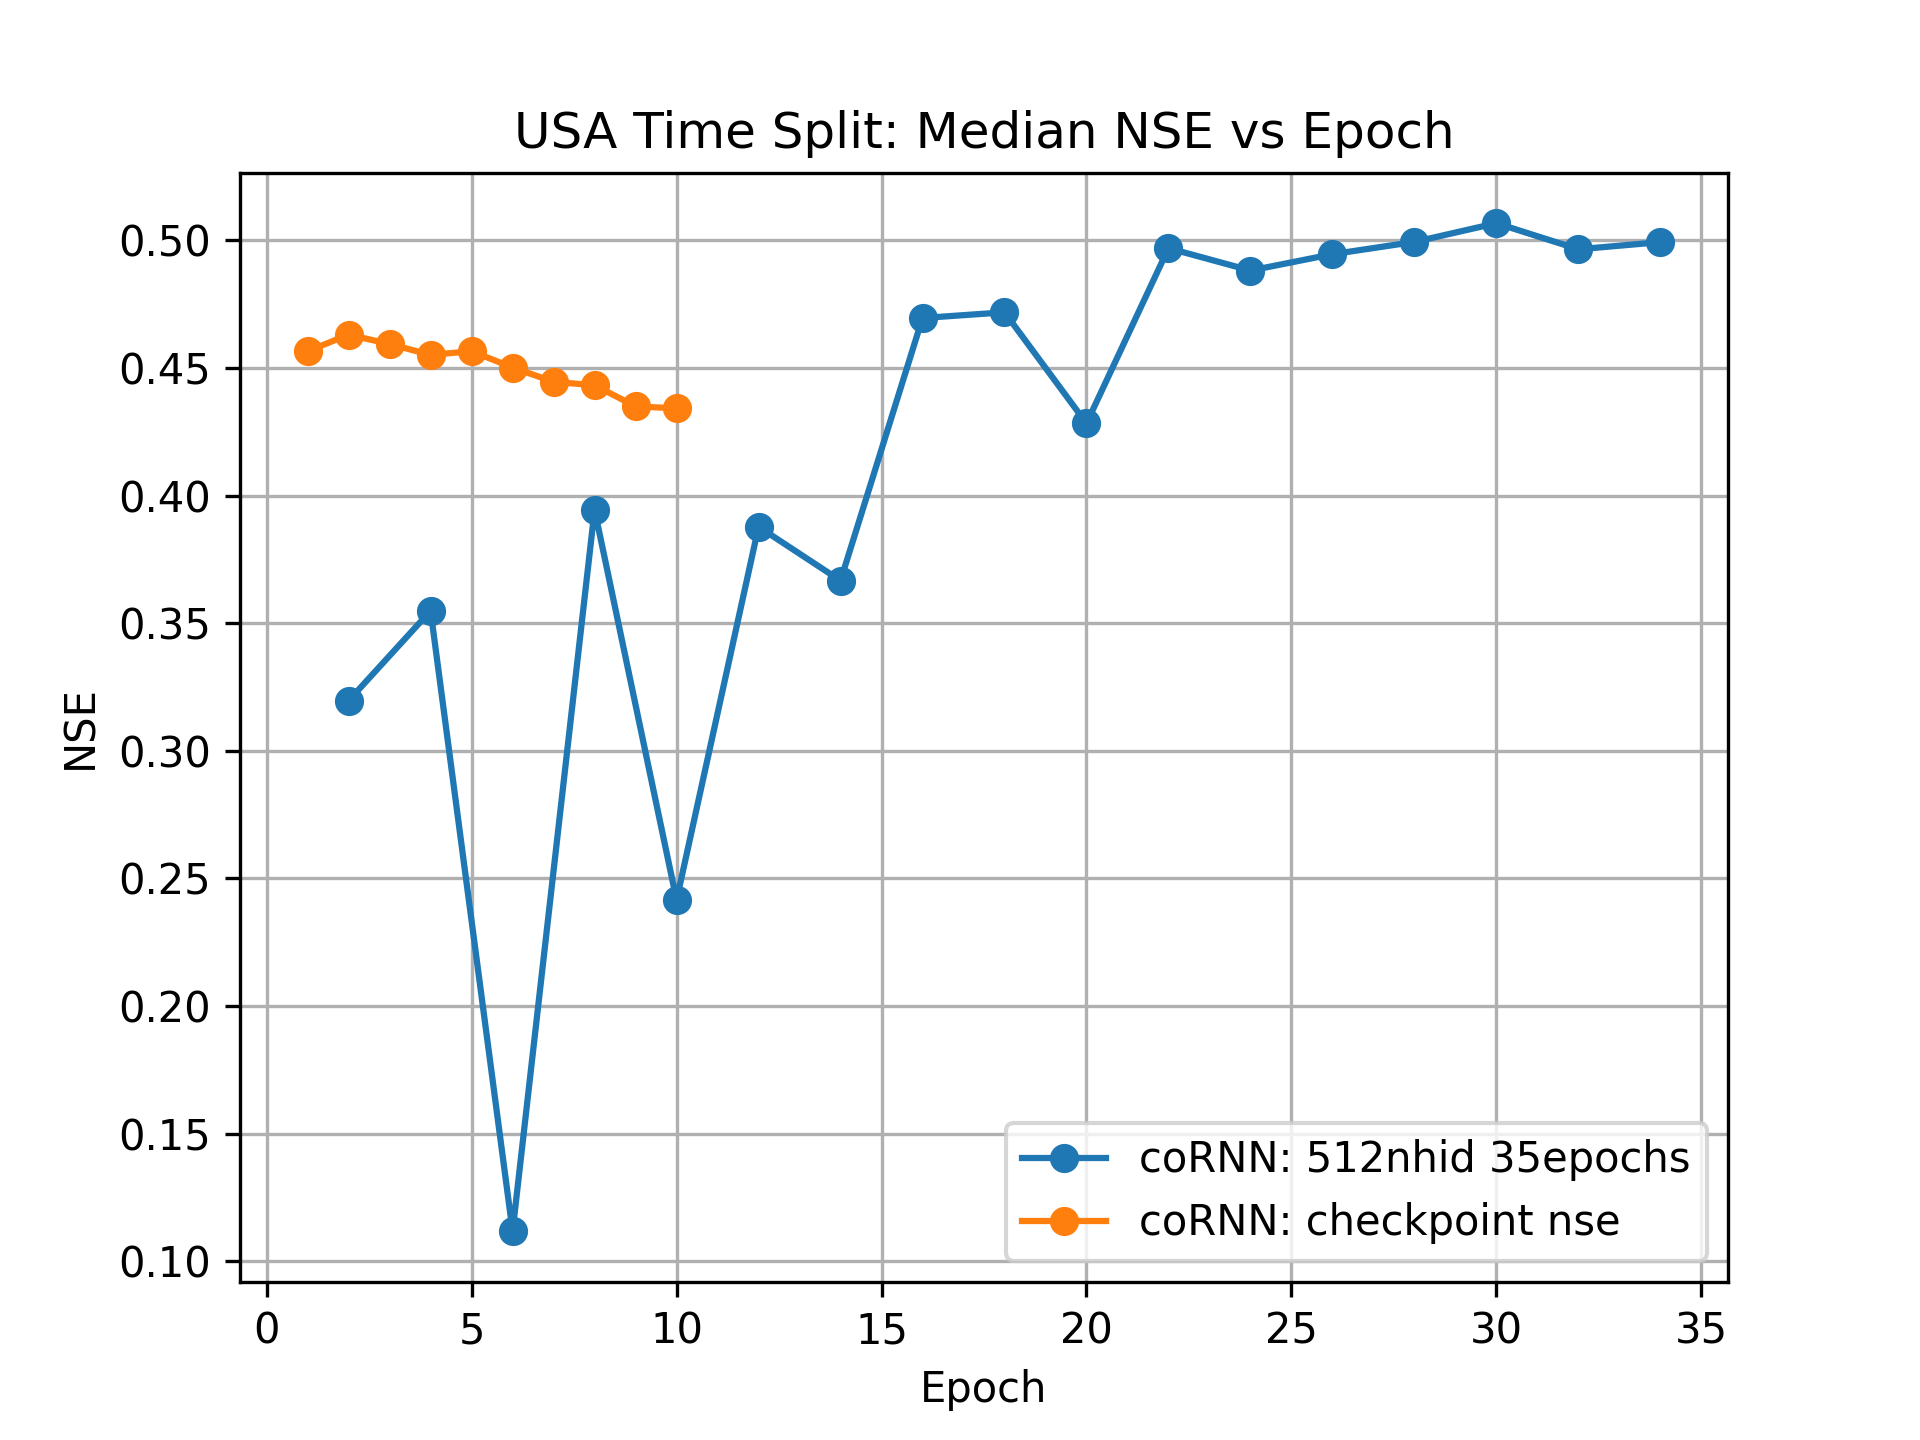 USA Time Split: Median NSE vs Epoch
0.50
0.45
0.40
0.35
0.30
0.25
0.20
0.15
0.10
NSE
coRNN: 512nhid 35epochs
coRNN: checkpoint nse
0 5 10 15 20 25 30 35
Epoch